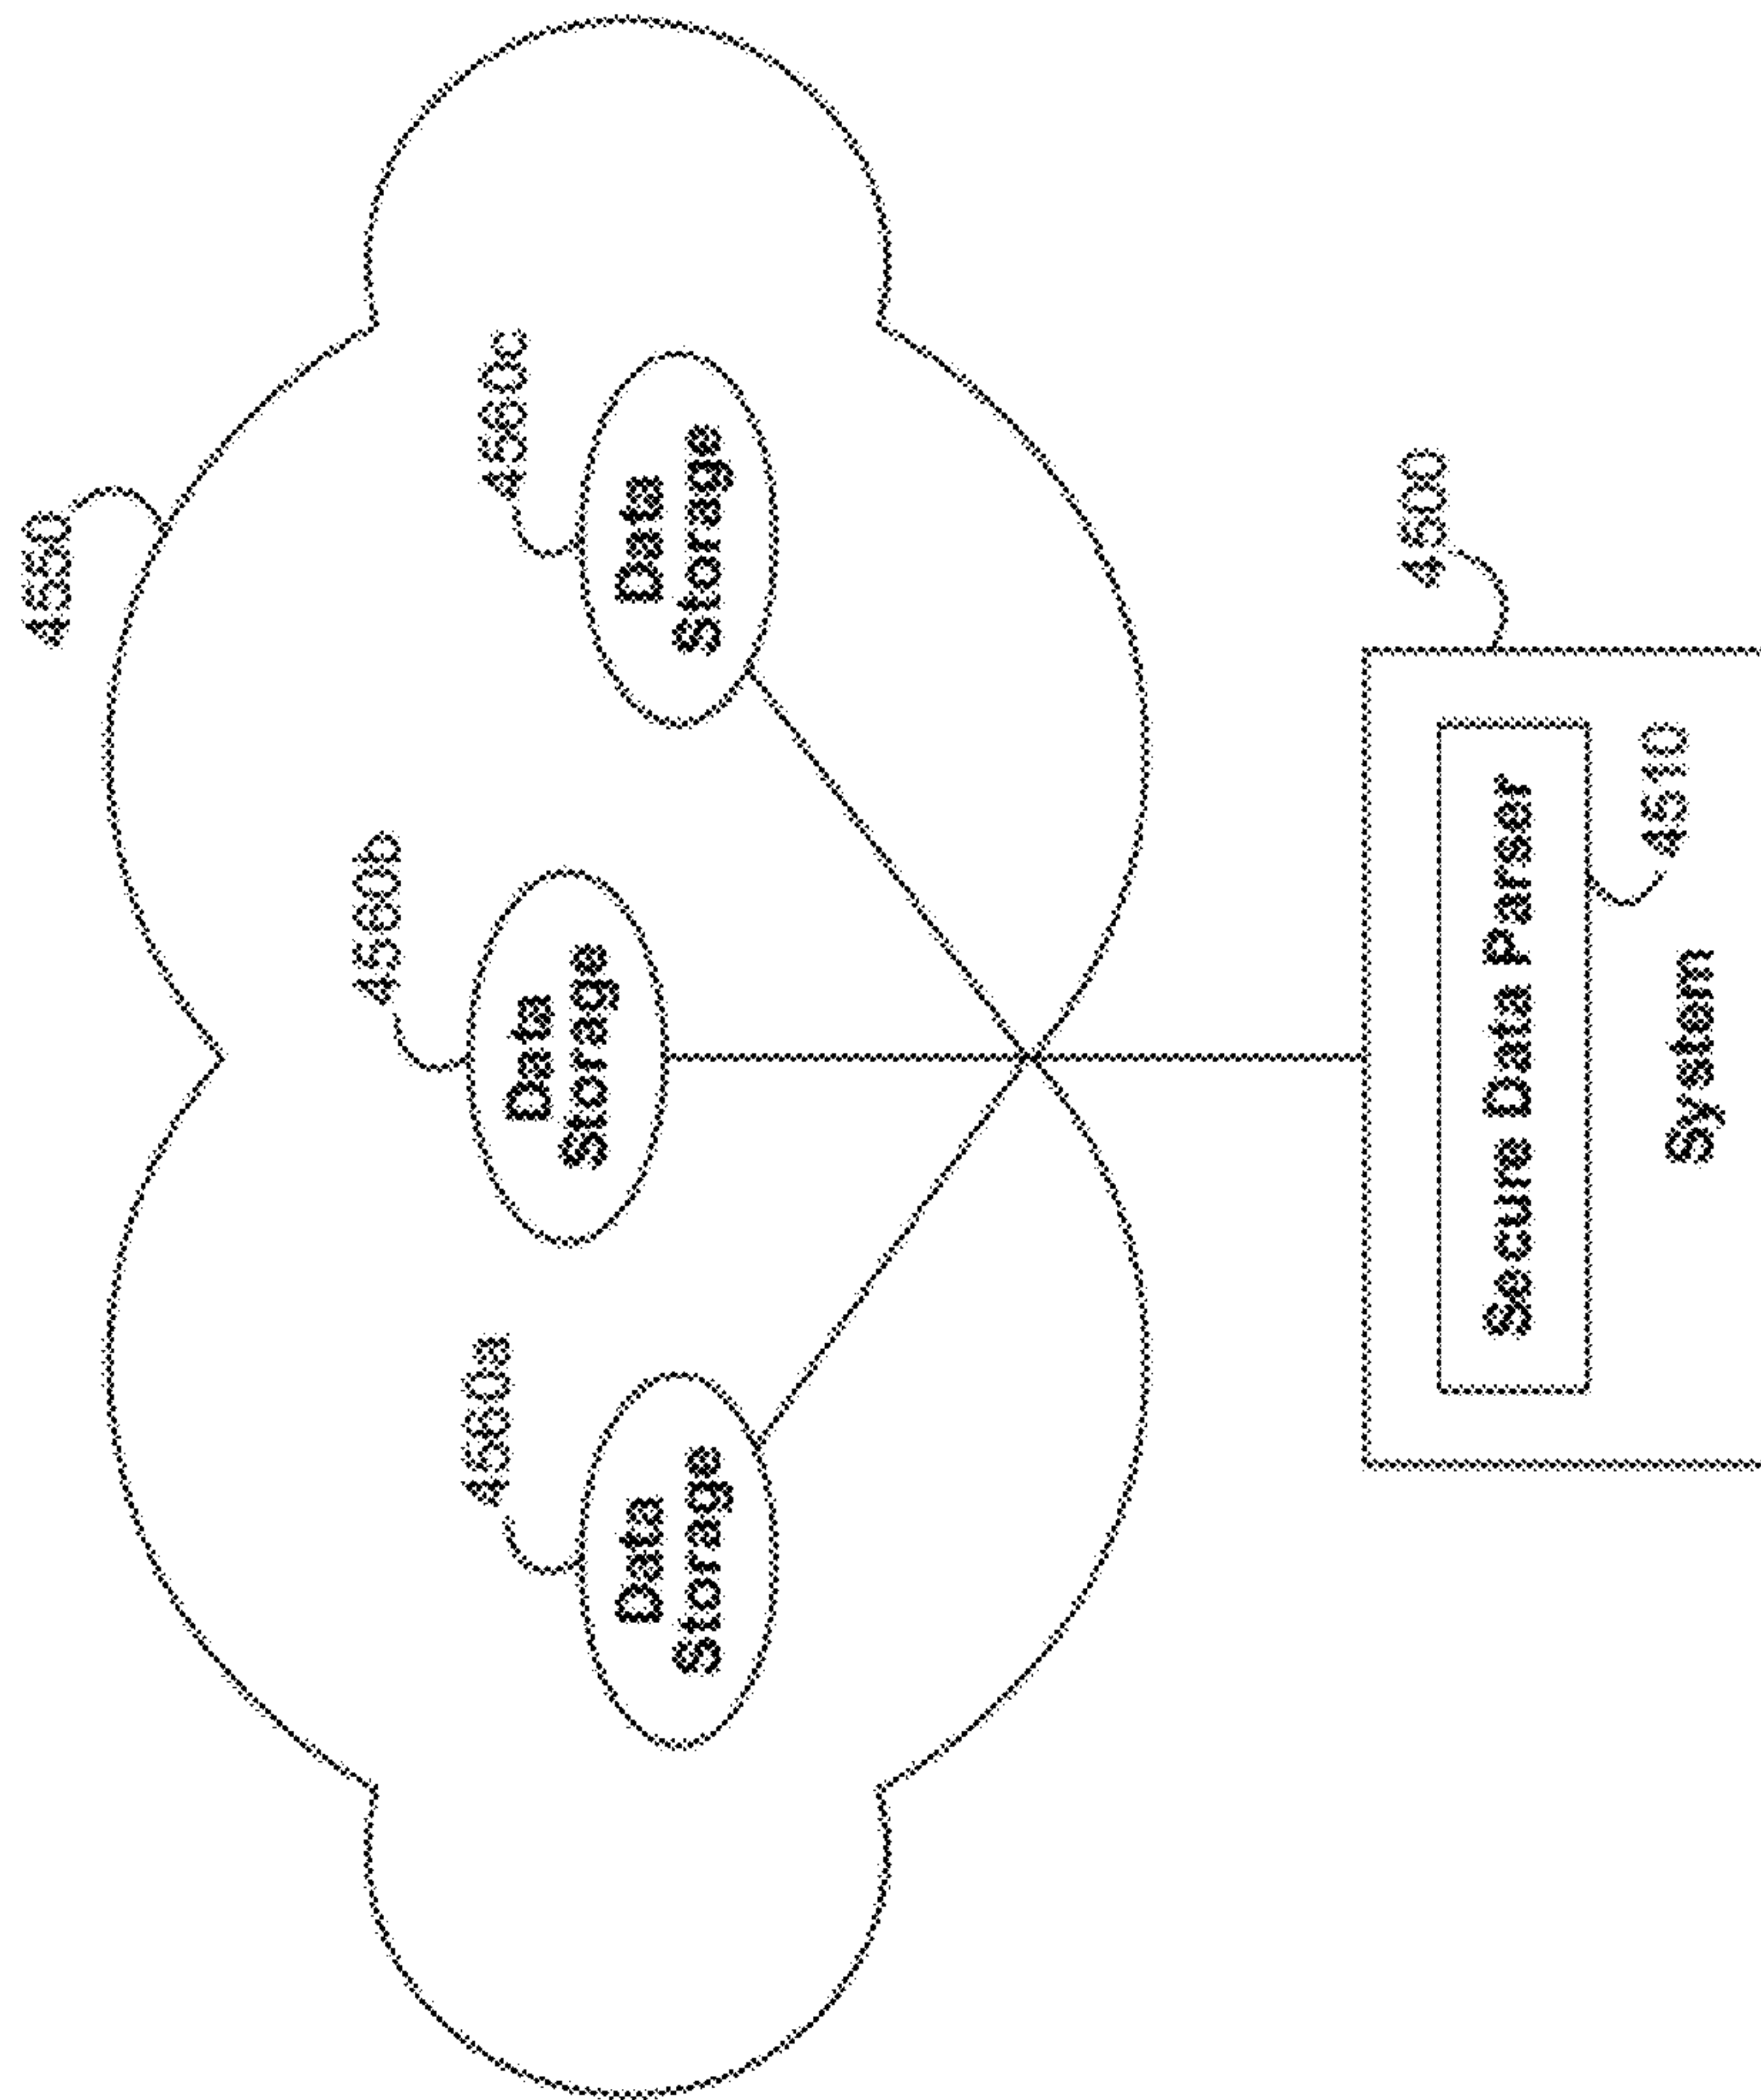 4550
4560a
Data
Storage
4560b
Data
Storage
4560c
Data
Storage
4500
Secure Data Parser
4510
System